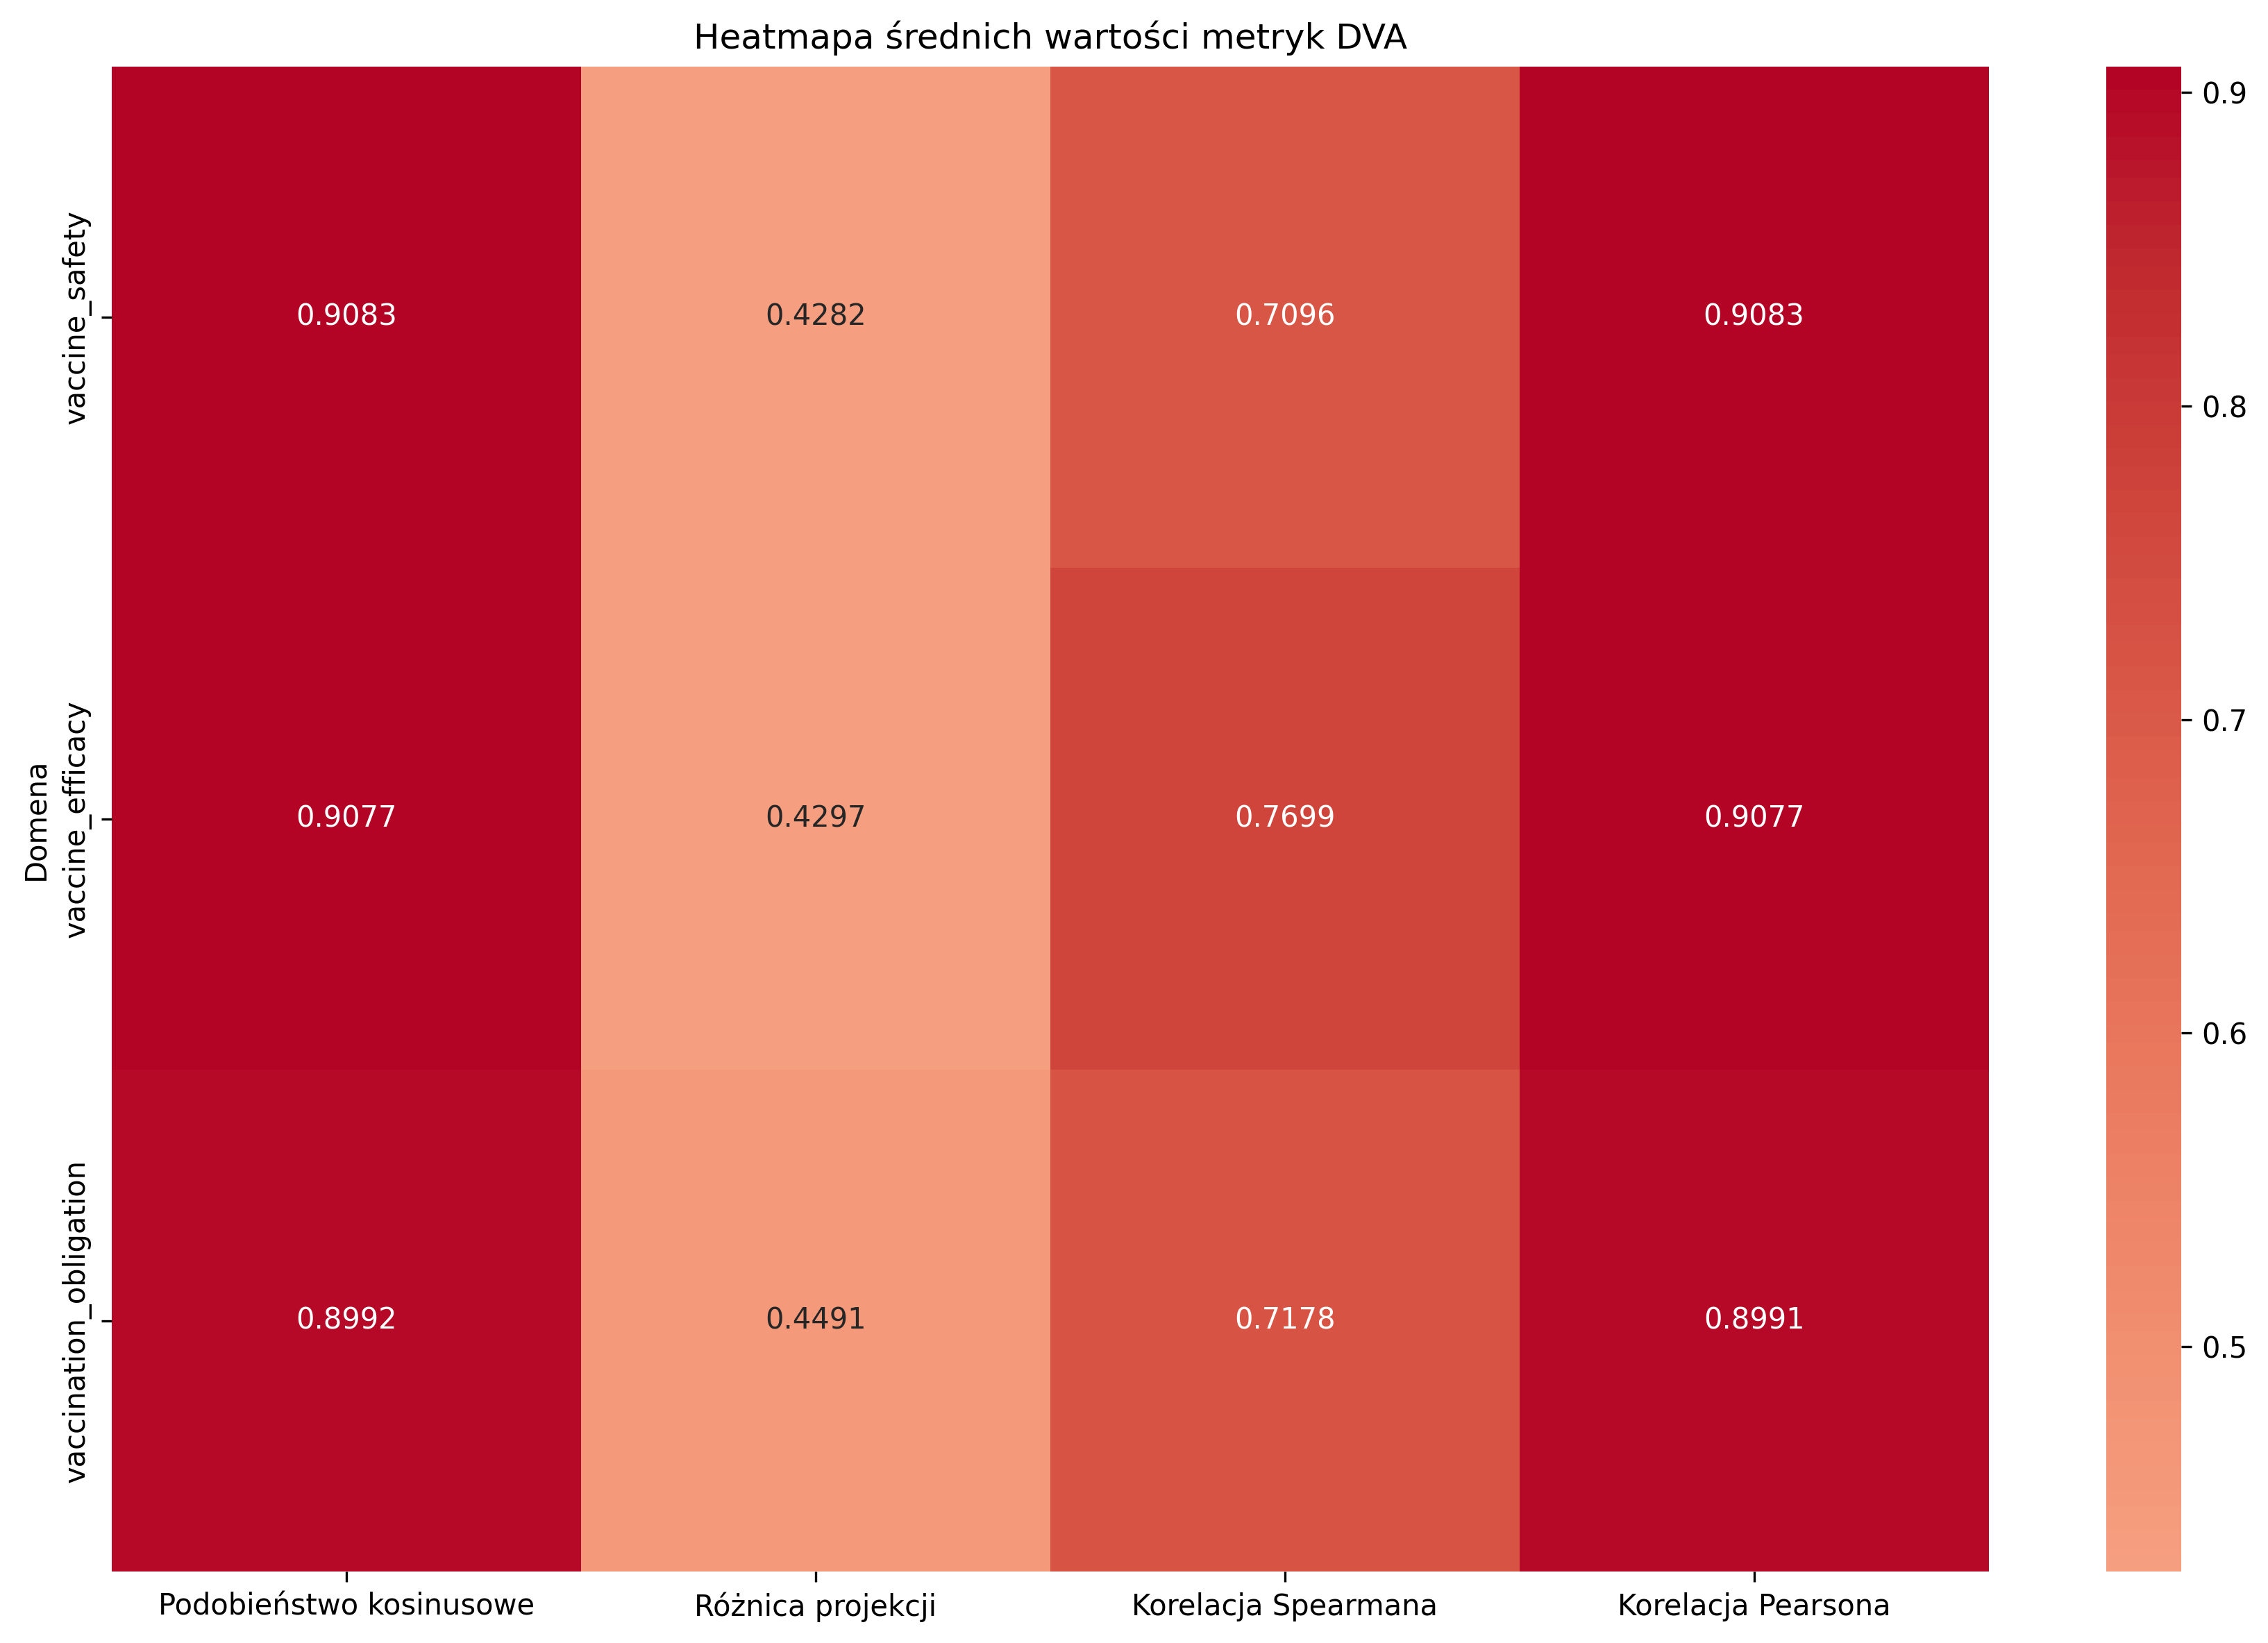 Heatmapa średnich wartości metryk DVA
Domena
vaccine_safety
0.9083 0.4282 0.7096 0.9083
vaccine_efficacy
0.9077 0.4297 0.7699 0.9077
vaccination_obligation
0.8992 0.4491 0.7178 0.8991
Podobieństwo kosinusowe Różnica projekcji Korelacja Spearmana Korelacja Pearsona
0.9
0.8
0.7
0.6
0.5